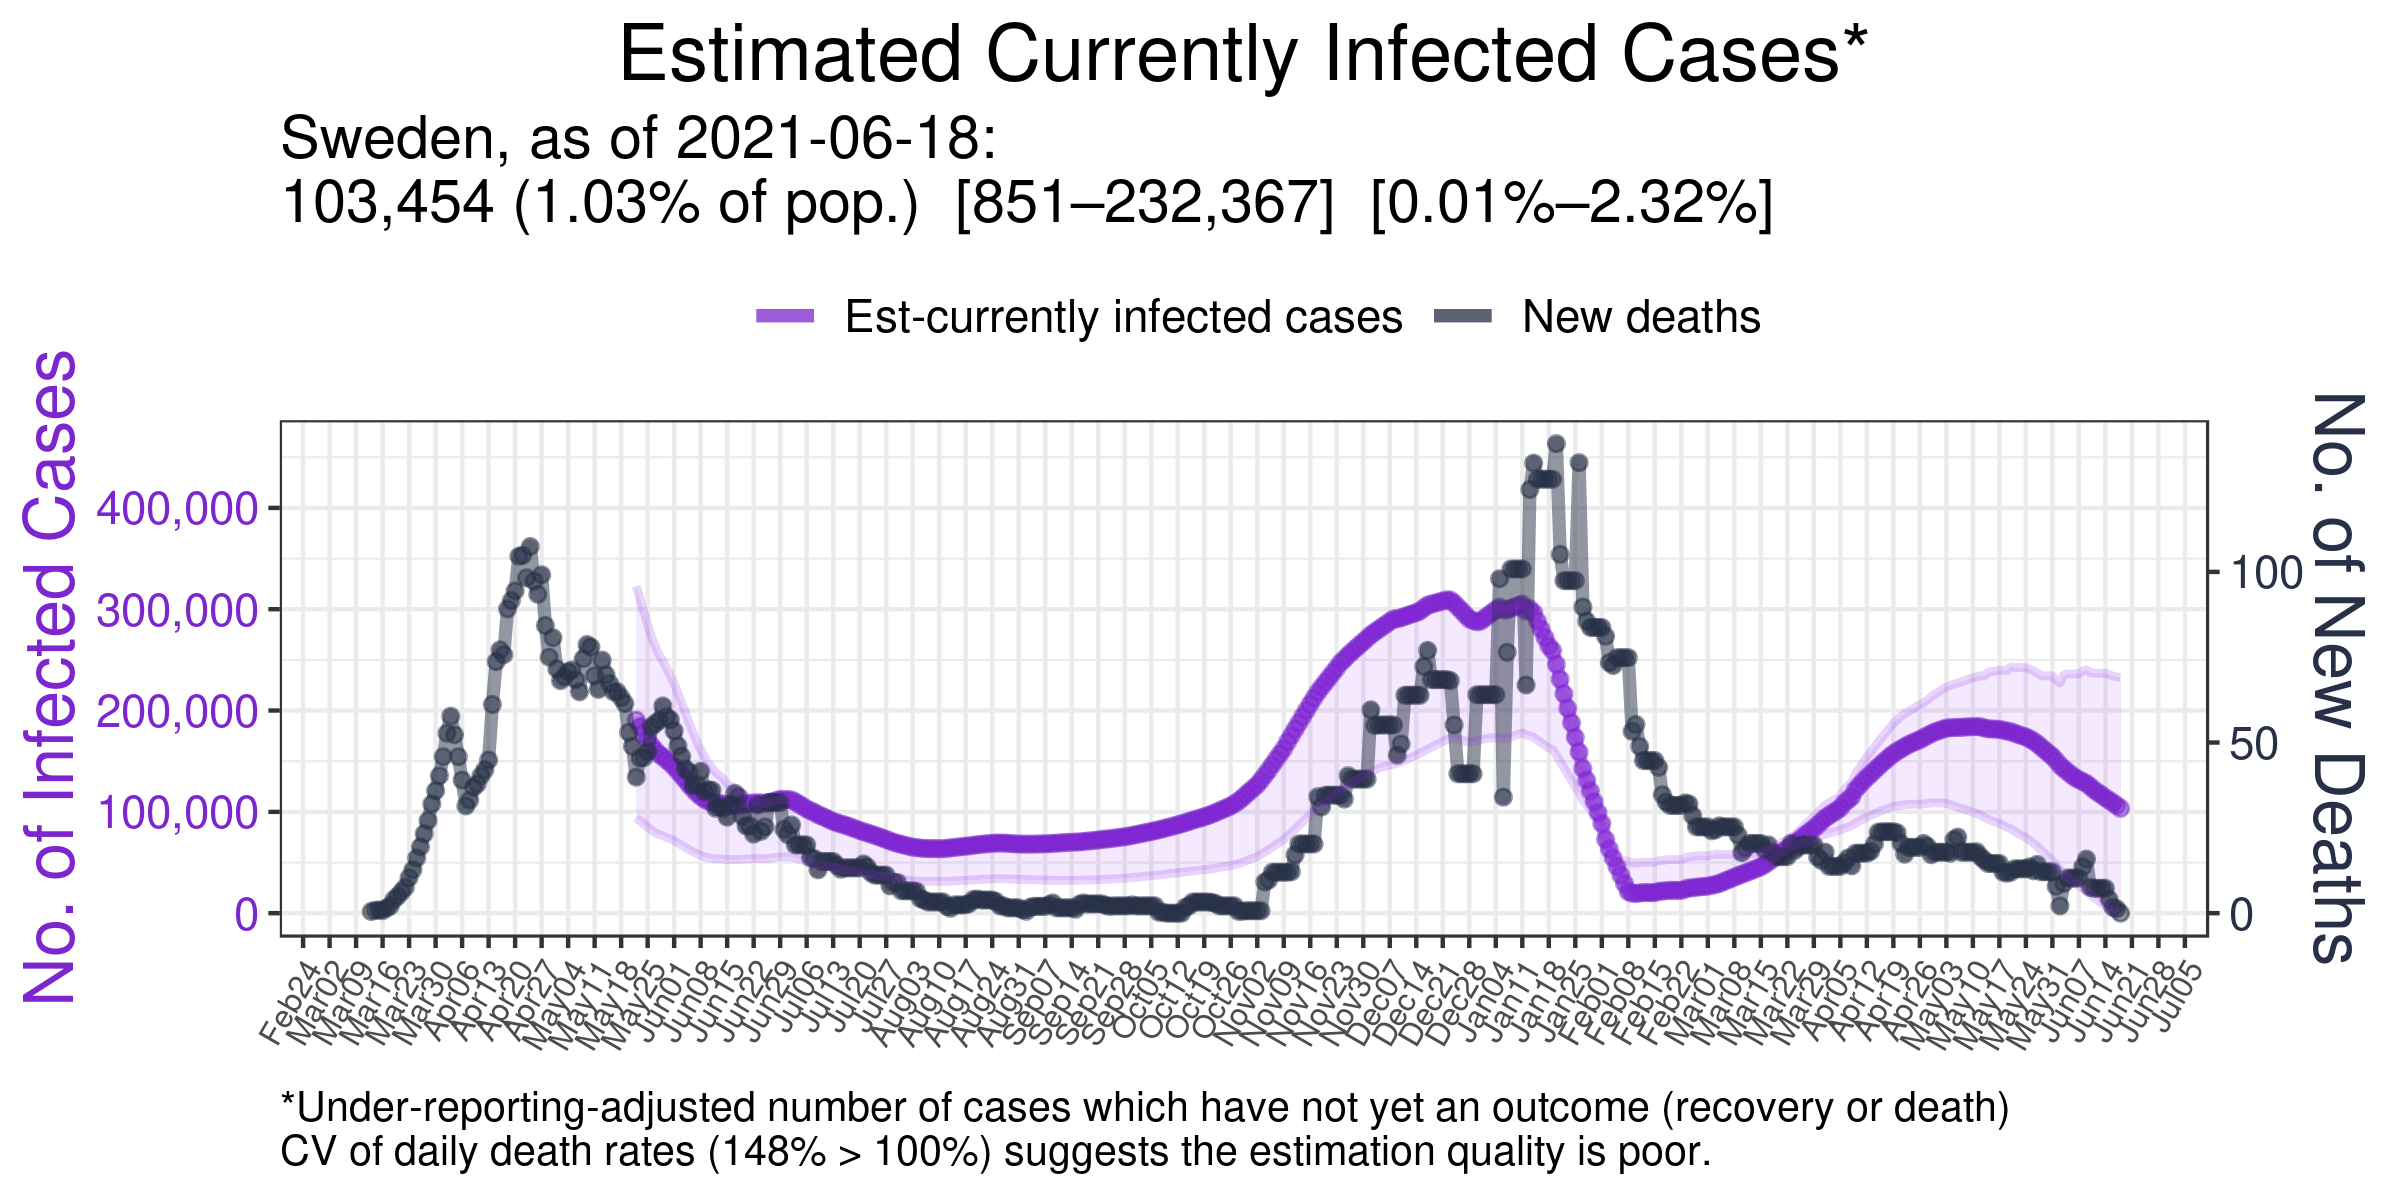 Estimated Currently Infected Cases*
Sweden, as of 2021-06-18:
103,454 (1.03% of pop.) [851–232,367] [0.01%–2.32%]
Est-currently infected cases
New deaths
No. of Infected Cases
400,000
300,000
200,000
100,000
0
100
50
0
No. of New Deaths
Feb24
Mar02
Mar09
Mar16
Mar23
Mar30
Apr06
Apr13
Apr20
Apr27
May04
May11
May18
May25
Jun01
Jun08
Jun15
Jun22
Jun29
Jul06
Jul13
Jul20
Jul27
Aug03
Aug10
Aug17
Aug24
Aug31
Sep07
Sep14
Sep21
Sep28
Oct05
Oct12
Oct19
Oct26
Nov02
Nov09
Nov16
Nov23
Nov30
Dec07
Dec14
Dec21
Dec28
Jan04
Jan11
Jan18
Jan25
Feb01
Feb08
Feb15
Feb22
Mar01
Mar08
Mar15
Mar22
Mar29
Apr05
Apr12
Apr19
Apr26
May03
May10
May17
May24
May31
Jun07
Jun14
Jun21
Jun28
Jul05
*Under-reporting-adjusted number of cases which have not yet an outcome (recovery or death)
CV of daily death rates (148% > 100%) suggests the estimation quality is poor.